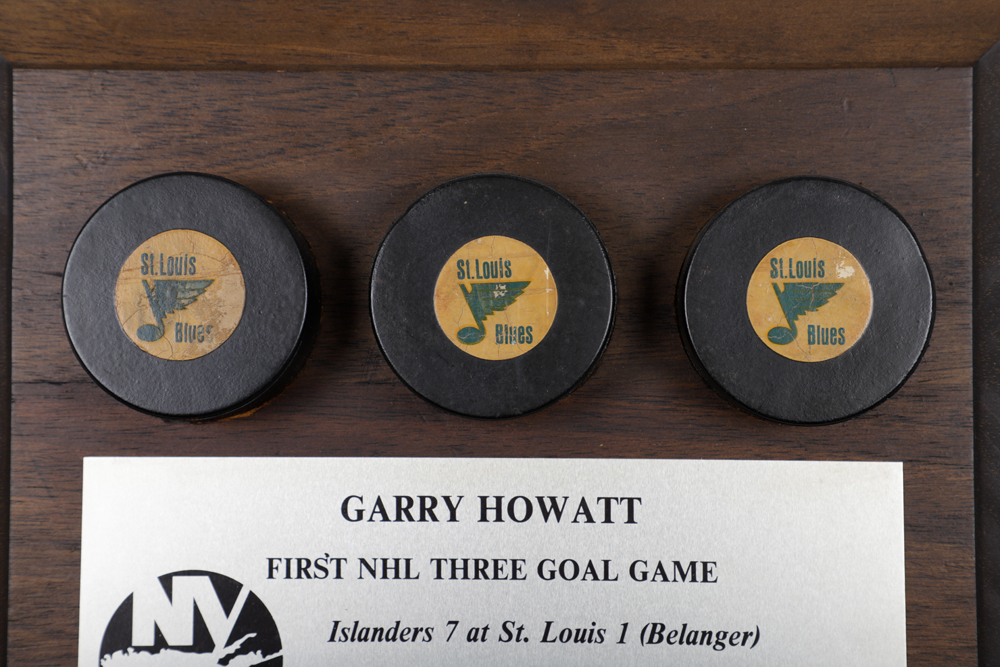 St.Louis
Blues
St.Louis
Blues
St.Louis
Blues
GARRY HOWATT
FIRST NHL THREE GOAL GAME
NY
Islanders 7 at St. Louis 1 (Belanger)